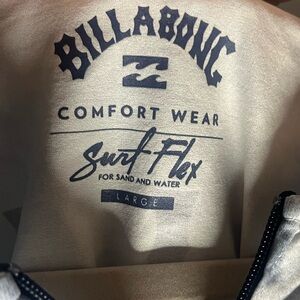 BILLABONG
COMFORT WEAR
Surf Flex
FOR SAND AND WATER
LARGE